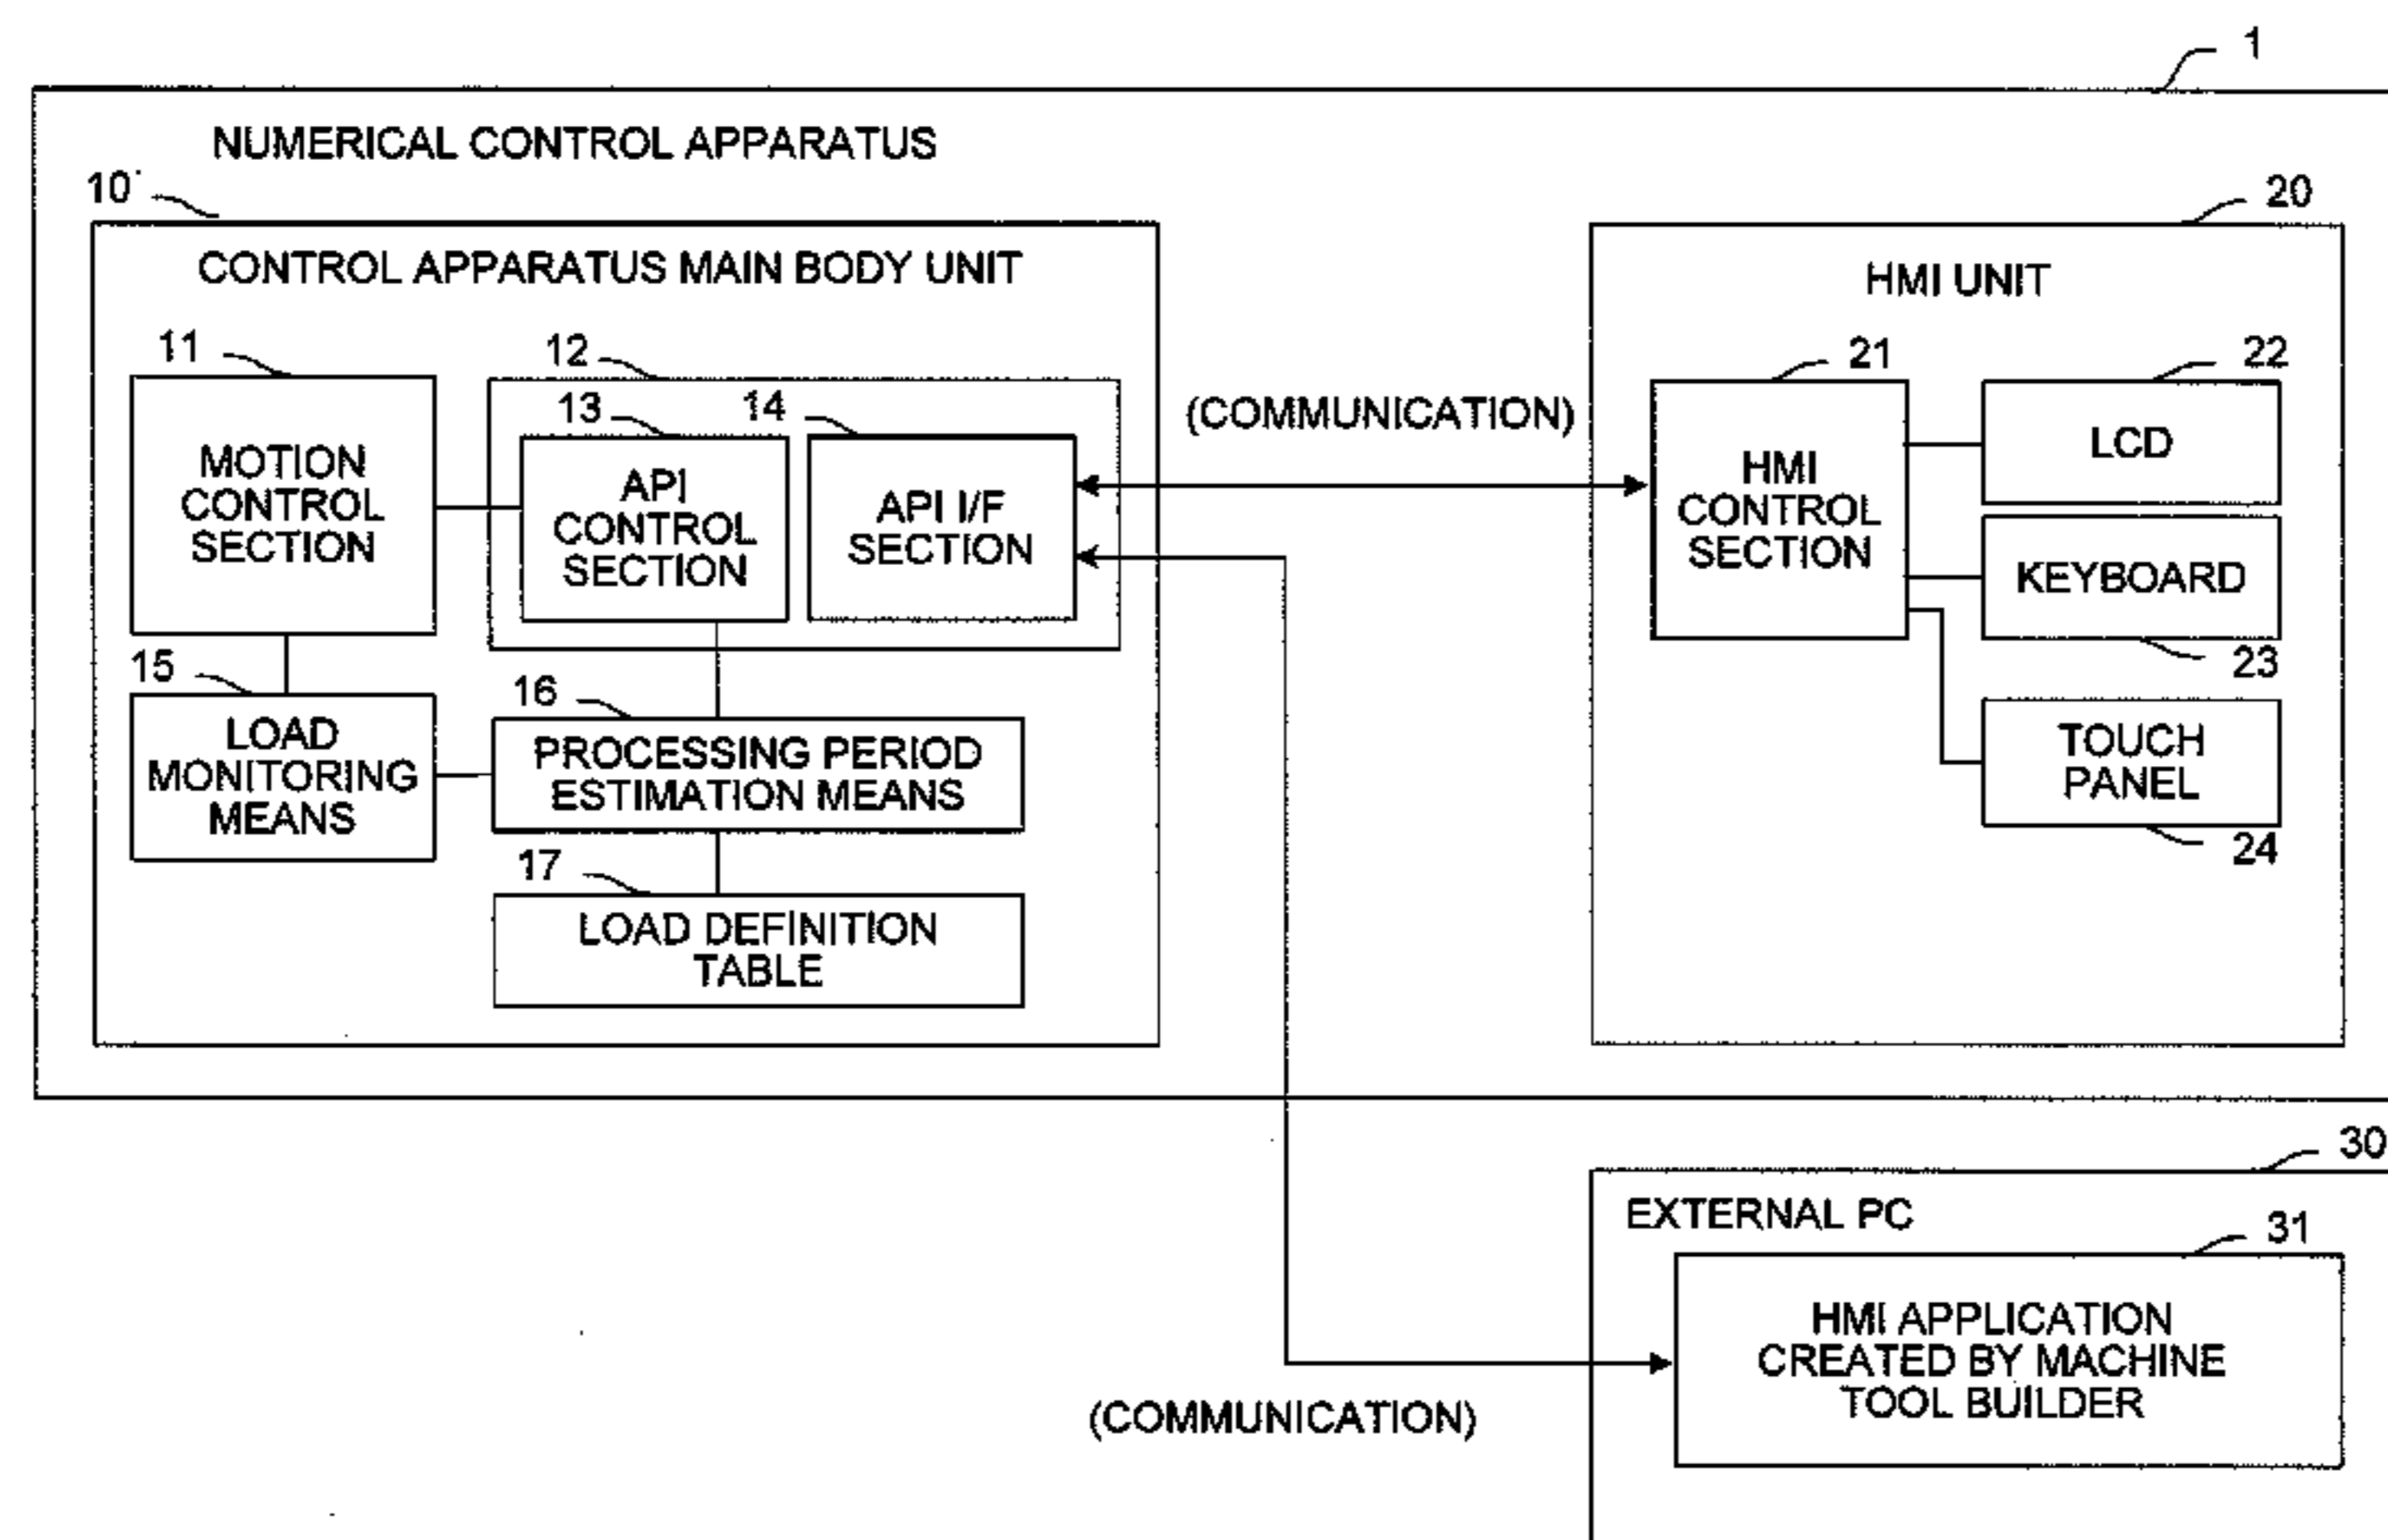 1
NUMERICAL CONTROL APPARATUS
10
20
CONTROL APPARATUS MAIN BODY UNIT
HMI UNIT
11
12
13
14
(COMMUNICATION)
21
22
MOTION
CONTROL
SECTION
API
CONTROL
SECTION
API I/F
SECTION
HMI
CONTROL
SECTION
LCD
KEYBOARD
23
15
16
LOAD
MONITORING
MEANS
PROCESSING PERIOD
ESTIMATION MEANS
TOUCH
PANEL
24
17
LOAD DEFINITION
TABLE
30
EXTERNAL PC
31
HMI APPLICATION
CREATED BY MACHINE
TOOL BUILDER
(COMMUNICATION)